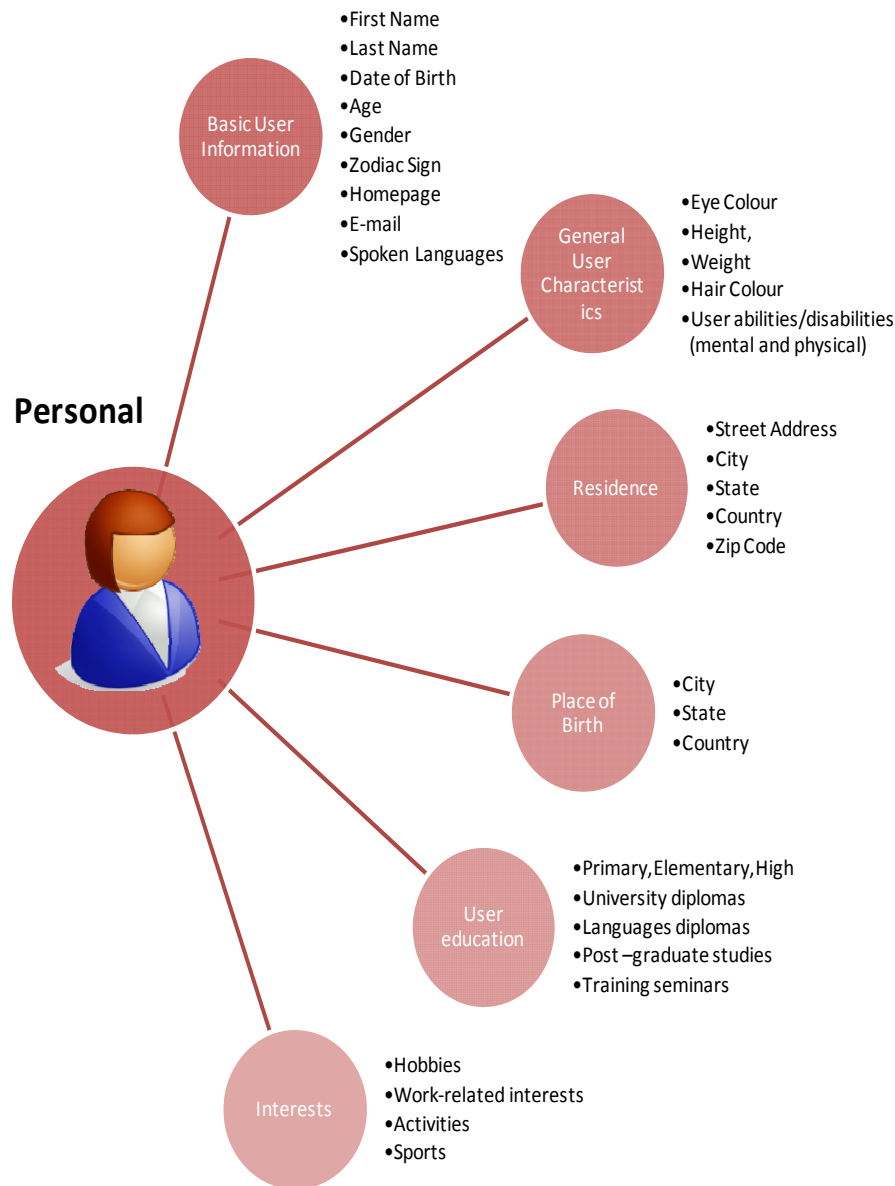 Personal
Basic User
Information
•First Name
•Last Name
•Date of Birth
•Age
•Gender
•Zodiac Sign
•Homepage
•E-mail
•Spoken Languages
General
User
Characterist
ics
•Eye Colour
•Height,
•Weight
•Hair Colour
•User abilities/disabilities
(mental and physical)
Residence
•Street Address
•City
•State
•Country
•Zip Code
Place of
Birth
•City
•State
•Country
User
education
•Primary,Elementary,High
•University diplomas
•Languages diplomas
•Post –graduate studies
•Training seminars
Interests
•Hobbies
•Work-related interests
•Activities
•Sports